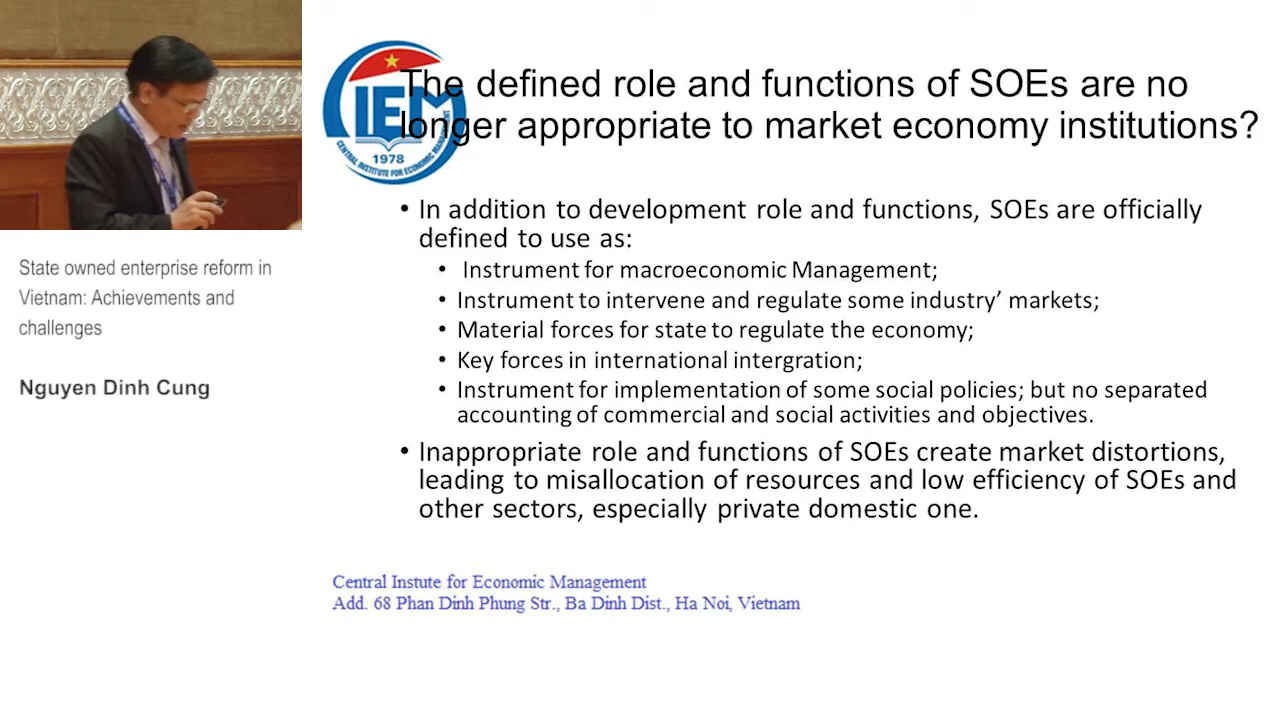 The defined role and functions of SOEs are no
longer appropriate to market economy institutions?
CIEM
1978
CENTRAL INSTITUTE FOR ECONOMIC MANAGEMENT
• In addition to development role and functions, SOEs are officially
defined to use as:
• Instrument for macroeconomic Management;
• Instrument to intervene and regulate some industry’ markets;
• Material forces for state to regulate the economy;
• Key forces in international intergration;
• Instrument for implementation of some social policies; but no separated
accounting of commercial and social activities and objectives.
• Inappropriate role and functions of SOEs create market distortions,
leading to misallocation of resources and low efficiency of SOEs and
other sectors, especially private domestic one.
Central Instute for Economic Management
Add. 68 Phan Dinh Phung Str., Ba Dinh Dist., Ha Noi, Vietnam
State owned enterprise reform in
Vietnam: Achievements and
challenges
Nguyen Dinh Cung